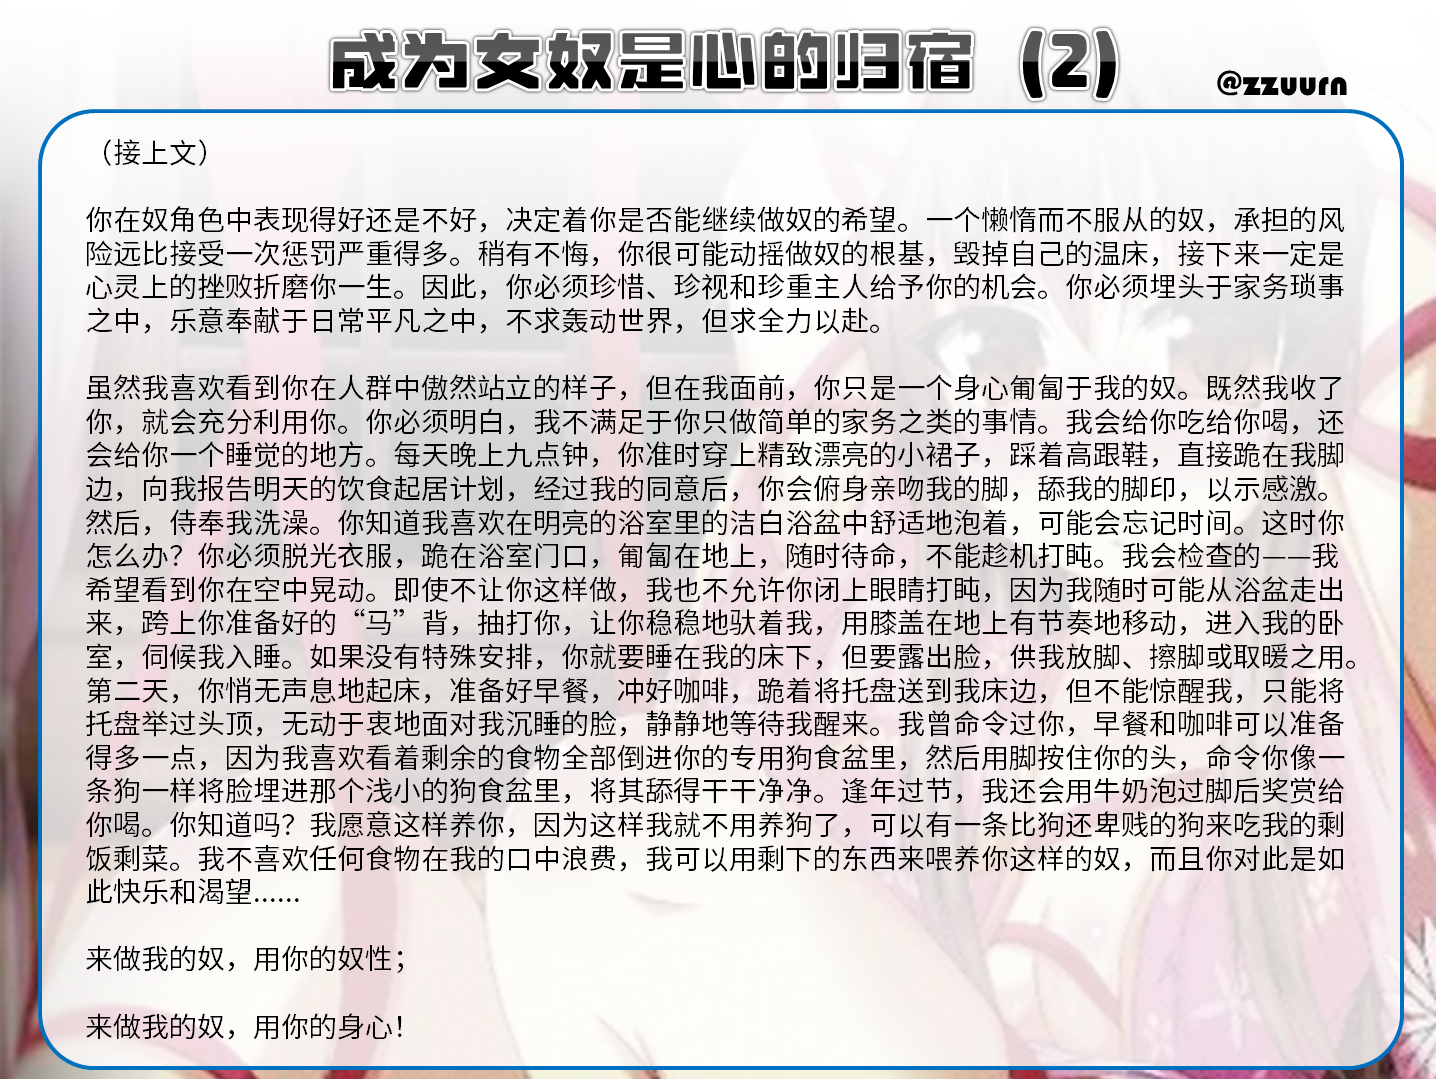 成为女奴是心的归宿（2）
@zzuurn
（接上文）
你在奴角色中表现得好还是不好，决定着你是否能继续做奴的希望。一个懒惰而不服从的奴，承担的风
险远比接受一次惩罚严重得多。稍有不悔，你很可能动摇做奴的根基，毁掉自己的温床，接下来一定是
心灵上的挫败折磨你一生。因此，你必须珍惜、珍视和珍重主人给予你的机会。你必须埋头于家务琐事
之中，乐意奉献于日常平凡之中，不求轰动世界，但求全力以赴。
虽然我喜欢看到你在人群中傲然站立的样子，但在我面前，你只是一个身心匍匐于我的奴。既然我收了
你，就会充分利用你。你必须明白，我不满足于你只做简单的家务之类的事情。我会给你吃给你喝，还
会给你一个睡觉的地方。每天晚上九点钟，你准时穿上精致漂亮的小裙子，踩着高跟鞋，直接跪在我脚
边，向我报告明天的饮食起居计划，经过我的同意后，你会俯身亲吻我的脚，舔我的脚印，以示感激。
然后，侍奉我洗澡。你知道我喜欢在明亮的浴室里的洁白浴盆中舒适地泡着，可能会忘记时间。这时你
怎么办？你必须脱光衣服，跪在浴室门口，匍匐在地上，随时待命，不能趁机打盹。我会检查的——我
希望看到你在空中晃动。即使不让你这样做，我也不允许你闭上眼睛打盹，因为我随时可能从浴盆走出
来，跨上你准备好的“马”背，抽打你，让你稳稳地驮着我，用膝盖在地上有节奏地移动，进入我的卧
室，伺候我入睡。如果没有特殊安排，你就要睡在我的床下，但要露出脸，供我放脚、擦脚或取暖之用。
第二天，你悄无声息地起床，准备好早餐，冲好咖啡，跪着将托盘送到我床边，但不能惊醒我，只能将
托盘举过头顶，无动于衷地面对我沉睡的脸，静静地等待我醒来。我曾命令过你，早餐和咖啡可以准备
得多一点，因为我喜欢看着剩余的食物全部倒进你的专用狗食盆里，然后用脚按住你的头，命令你像一
条狗一样将脸埋进那个浅小的狗食盆里，将其舔得干干净净。逢年过节，我还会用牛奶泡过脚后奖赏给
你喝。你知道吗？我愿意这样养你，因为这样我就不用养狗了，可以有一条比狗还卑贱的狗来吃我的剩
饭剩菜。我不喜欢任何食物在我的口中浪费，我可以用剩下的东西来喂养你这样的奴，而且你对此是如
此快乐和渴望......
来做我的奴，用你的奴性；
来做我的奴，用你的身心！